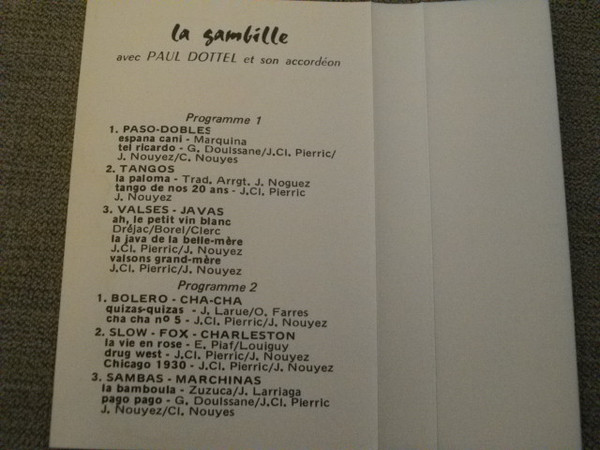 la gambille
avec PAUL DOTTEL et son accordéon
Programme 1
1. PASO-DOBLES
espana cani - Marquina
tel ricardo - G. Doulssane/J.Cl. Pierric/
J. Nouyez/C. Nouyes
2. TANGOS
la paloma - Trad. Arrgt. J. Noguez
tango de nos 20 ans - J.Cl. Pierric
J. Nouyez
3. VALSES - JAVAS
ah, le petit vin blanc
Dréjac/Borel/Clerc
la java de la belle-mère
J.Cl. Pierric/J. Nouyez
valsons grand-mère
J.Cl. Pierric/J. Nouyez
Programme 2
1. BOLERO - CHA-CHA
quizas-quizas - J. Larue/O. Farres
cha cha nº 5 - J.Cl. Pierric/J. Nouyez
2. SLOW - FOX - CHARLESTON
la vie en rose - E. Piaf/Louiguy
drug west - J.Cl. Pierric/J. Nouyez
Chicago 1930 - J.Cl. Pierric/J. Nouyez
3. SAMBAS - MARCHINAS
la bamboula - Zuzuca/J. Larriaga
pago pago - G. Doulssane/J.Cl. Pierric
J. Nouyez/Cl. Nouyes